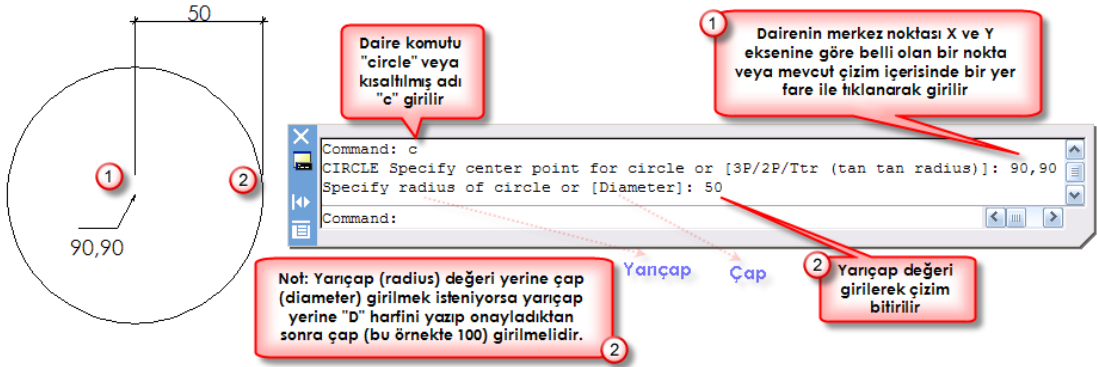 50
1
2
90,90
Daire komutu
"circle" veya
kısaltılmış adı
"c" girilir
1
Dairenin merkez noktası X ve Y
eksenine göre belli olan bir nokta
veya mevcut çizim içerisinde bir yer
fare ile tıklanarak girilir
Command: c
CIRCLE Specify center point for circle or [3P/2P/Ttr (tan tan radius)]: 90,90
Specify radius of circle or [Diameter]: 50
Command:
Yarıçap
Çap
2
Yarıçap değeri
girilerek çizim
bitirilir
Not: Yarıçap (radius) değeri yerine çap
(diameter) girilmek isteniyorsa yarıçap
yerine "D" harfini yazıp onayladıktan
sonra çap (bu örnekte 100) girilmelidir.
2